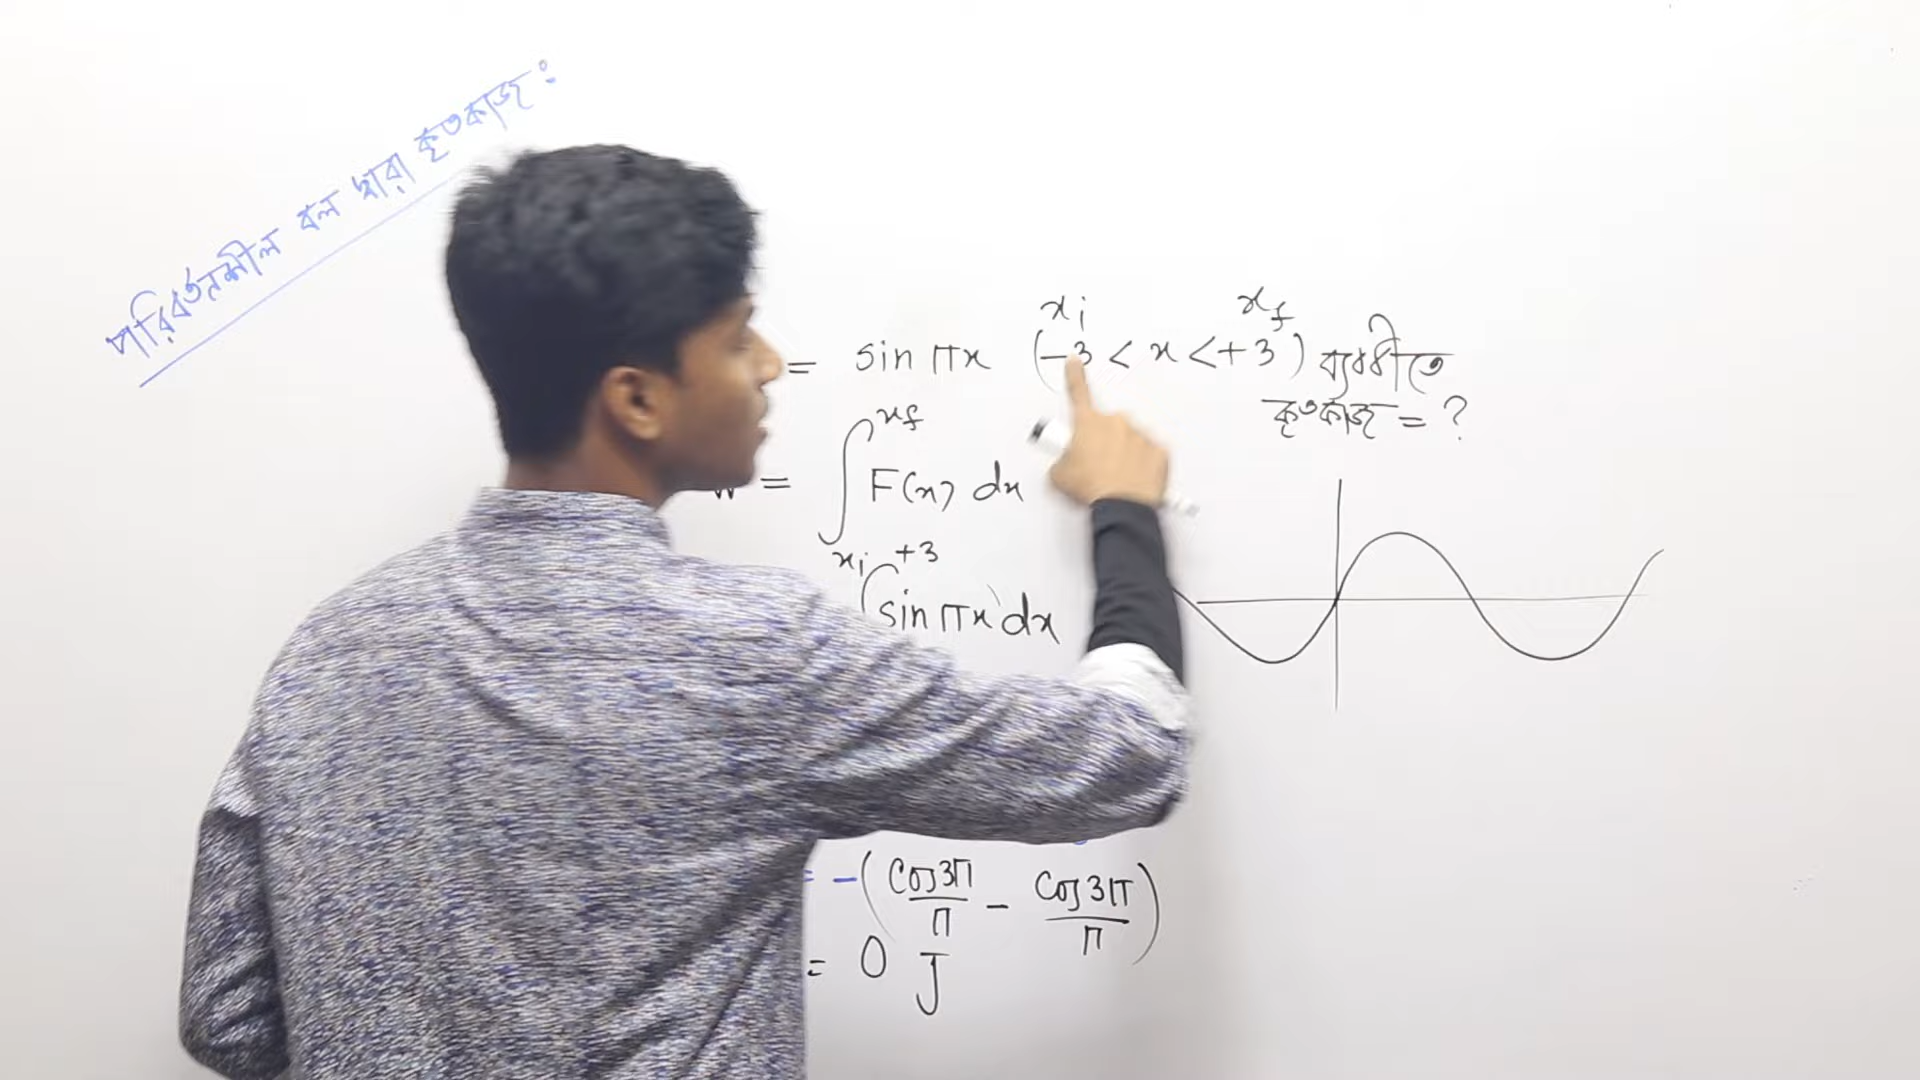 পরিবর্তনশীল বল দ্বারা কৃতকাজ :
xi xf
= sin πx (-3 < x < +3) ব্যবধীতে
কৃতকাজ = ?
xf
W = ∫ F(x) dx
xi
+3
∫ sin πx dx
= -(cos3π/π - cos3π/π)
= 0 J